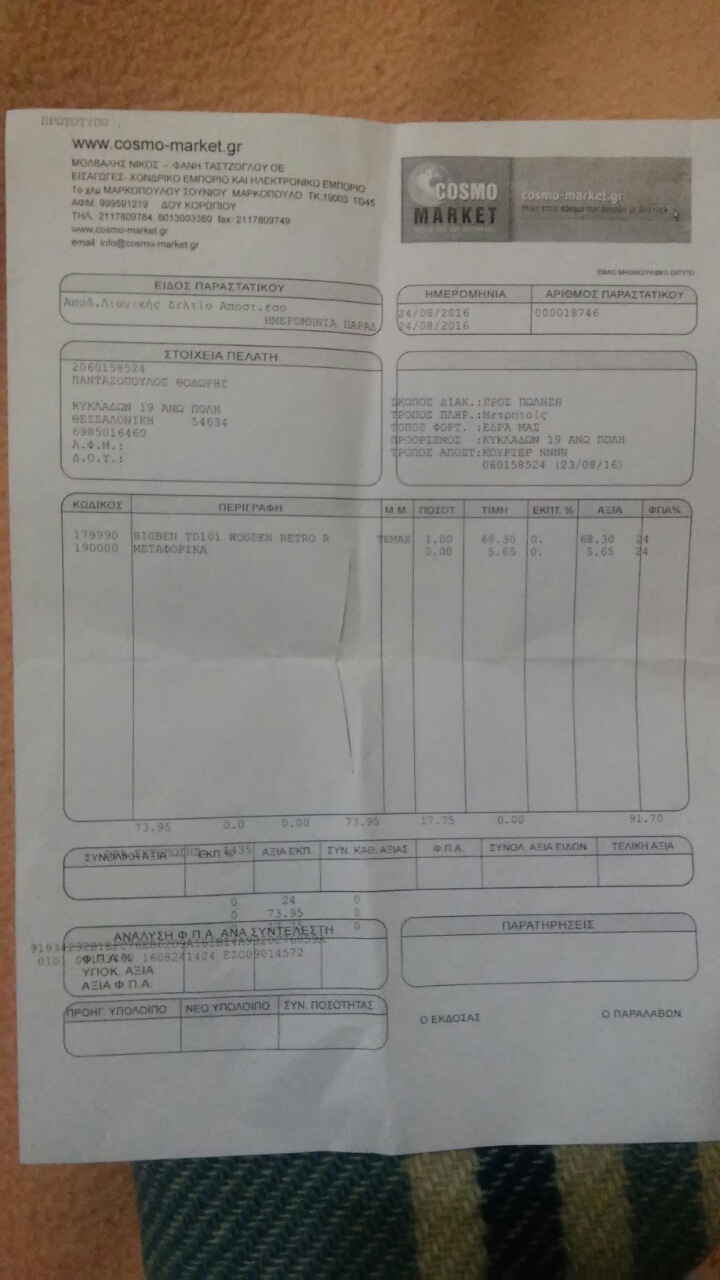 ΠΡΩΤΟΤΥΠΟ .
www.cosmo-market.gr
ΜΟΛΒΑΛΗΣ ΝΙΚΟΣ - ΦΑΝΗ ΤΑΣΤΖΟΓΛΟΥ ΟΕ
ΕΙΣΑΓΩΓΕΣ- ΧΟΝΔΡΙΚΟ ΕΜΠΟΡΙΟ ΚΑΙ ΗΛΕΚΤΡΟΝΙΚΟ ΕΜΠΟΡΙΟ
1ο χλμ ΜΑΡΚΟΠΟΥΛΟΥ ΣΟΥΝΙΟΥ ΜΑΡΚΟΠΟΥΛΟ ΤΚ.19003 ΤΘ45
ΑΦΜ. 999591219 ΔΟΥ ΚΟΡΩΠΙΟΥ
ΤΗΛ. 2117809784. 8013003380 fax: 2117809749
www.cosmo-market.gr
email info@cosmo-market.gr
COSMO MARKET
cosmo-market.gr
ΕΙΔΟΣ ΠΑΡΑΣΤΑΤΙΚΟΥ
Αποδ.Λιανικής Δελτίο Αποστ.εσο
ΗΜΕΡΟΜΗΝΙΑ ΠΑΡΑΔ
ΗΜΕΡΟΜΗΝΙΑ ΑΡΙΘΜΟΣ ΠΑΡΑΣΤΑΤΙΚΟΥ
24/08/2016 000018746
24/08/2016
ΣΤΟΙΧΕΙΑ ΠΕΛΑΤΗ
2060158524
ΠΑΝΤΑΖΟΠΟΥΛΟΣ ΘΟΔΩΡΗΣ
ΚΥΚΛΑΔΩΝ 19 ΑΝΩ ΠΟΛΗ
ΘΕΣΣΑΛΟΝΙΚΗ 54634
6985016460
Α.Φ.Μ.:
Δ.Ο.Υ.:
ΣΚΟΠΟΣ ΔΙΑΚ.:ΠΡΟΣ ΠΩΛΗΣΗ
ΤΡΟΠΟΣ ΠΛΗΡ.:Μετρητοίς
ΤΟΠΟΣ ΦΟΡΤ. :ΕΔΡΑ ΜΑΣ
ΠΡΟΟΡΙΣΜΟΣ :ΚΥΚΛΑΔΩΝ 19 ΑΝΩ ΠΟΛΗ
ΤΡΟΠΟΣ ΑΠΟΣΤ:ΚΟΥΡΙΕΡ ΝΝΝΝ
060158524 (23/08/16)
ΚΩΔΙΚΟΣ ΠΕΡΙΓΡΑΦΗ Μ.Μ. ΠΟΣΟΤ. ΤΙΜΗ ΕΚΠΤ. % ΑΞΙΑ ΦΠΑ%
179990 BIGBEN TD101 WOODEN RETRO R ΤΕΜΑΧ 1.00 68.30 0. 68.30 24
190000 ΜΕΤΑΦΟΡΙΚΑ 0.00 5.65 0. 5.65 24
73.95 0.0 0.00 73.95 17.75 0.00 91.70
ΣΥΝΟΛΙΚΗ ΑΞΙΑ ΕΚΠ.% ΑΞΙΑ ΕΚΠ. ΣΥΝ. ΚΑΘ. ΑΞΙΑΣ Φ.Π.Α. ΣΥΝΟΛ. ΑΞΙΑ ΕΙΔΩΝ ΤΕΛΙΚΗ ΑΞΙΑ
0 24 0
0 73.95 0
0
ΑΝΑΛΥΣΗ Φ.Π.Α. ΑΝΑ ΣΥΝΤΕΛΕΣΤΗ
1608241424 ΕΖΟ09014572
Φ.Π.Α.%
ΥΠΟΚ. ΑΞΙΑ
ΑΞΙΑ Φ.Π.Α.
ΠΑΡΑΤΗΡΗΣΕΙΣ
ΠΡΟΗΓ. ΥΠΟΛΟΙΠΟ ΝΕΟ ΥΠΟΛΟΙΠΟ ΣΥΝ. ΠΟΣΟΤΗΤΑΣ
Ο ΕΚΔΟΣΑΣ Ο ΠΑΡΑΛΑΒΩΝ